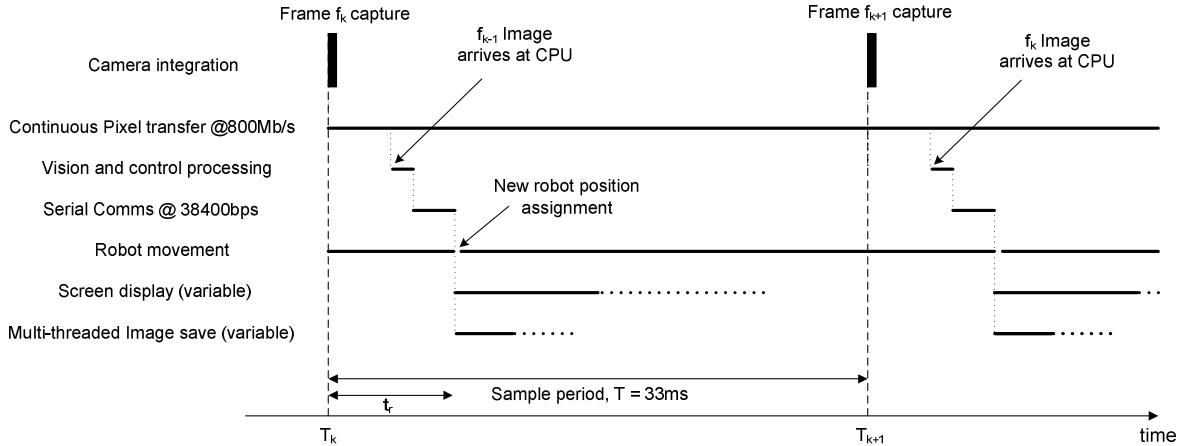 Frame fk capture
Frame fk+1 capture
fk-1 Image
arrives at CPU
fk Image
arrives at CPU
Camera integration
Continuous Pixel transfer @800Mb/s
Vision and control processing
New robot position
assignment
Serial Comms @ 38400bps
Robot movement
Screen display (variable)
Multi-threaded Image save (variable)
Sample period, T = 33ms
tr
Tk
Tk+1
time